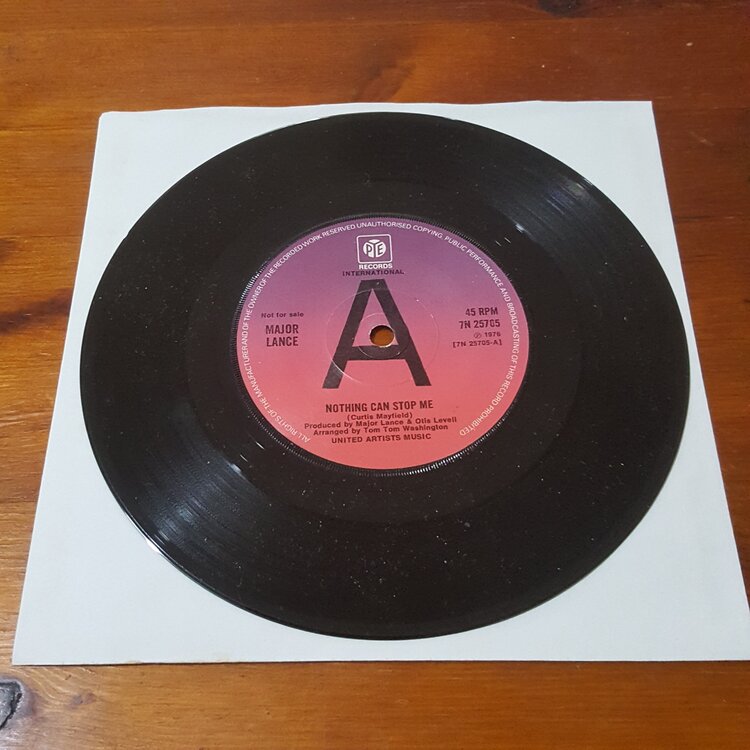 ALL RIGHTS OF THE MANUFACTURER AND OF THE OWNER OF THE RECORDED WORK RESERVED UNAUTHORISED COPYING, PUBLIC PERFORMANCE AND BROADCASTING OF THIS RECORD PROHIBITED
PYE
RECORDS
INTERNATIONAL
A
Not for sale
MAJOR
LANCE
45 RPM
7N 25705
℗ 1976
[7N 25705-A]
NOTHING CAN STOP ME
(Curtis Mayfield)
Produced by Major Lance & Otis Levell
Arranged by Tom Tom Washington
UNITED ARTISTS MUSIC